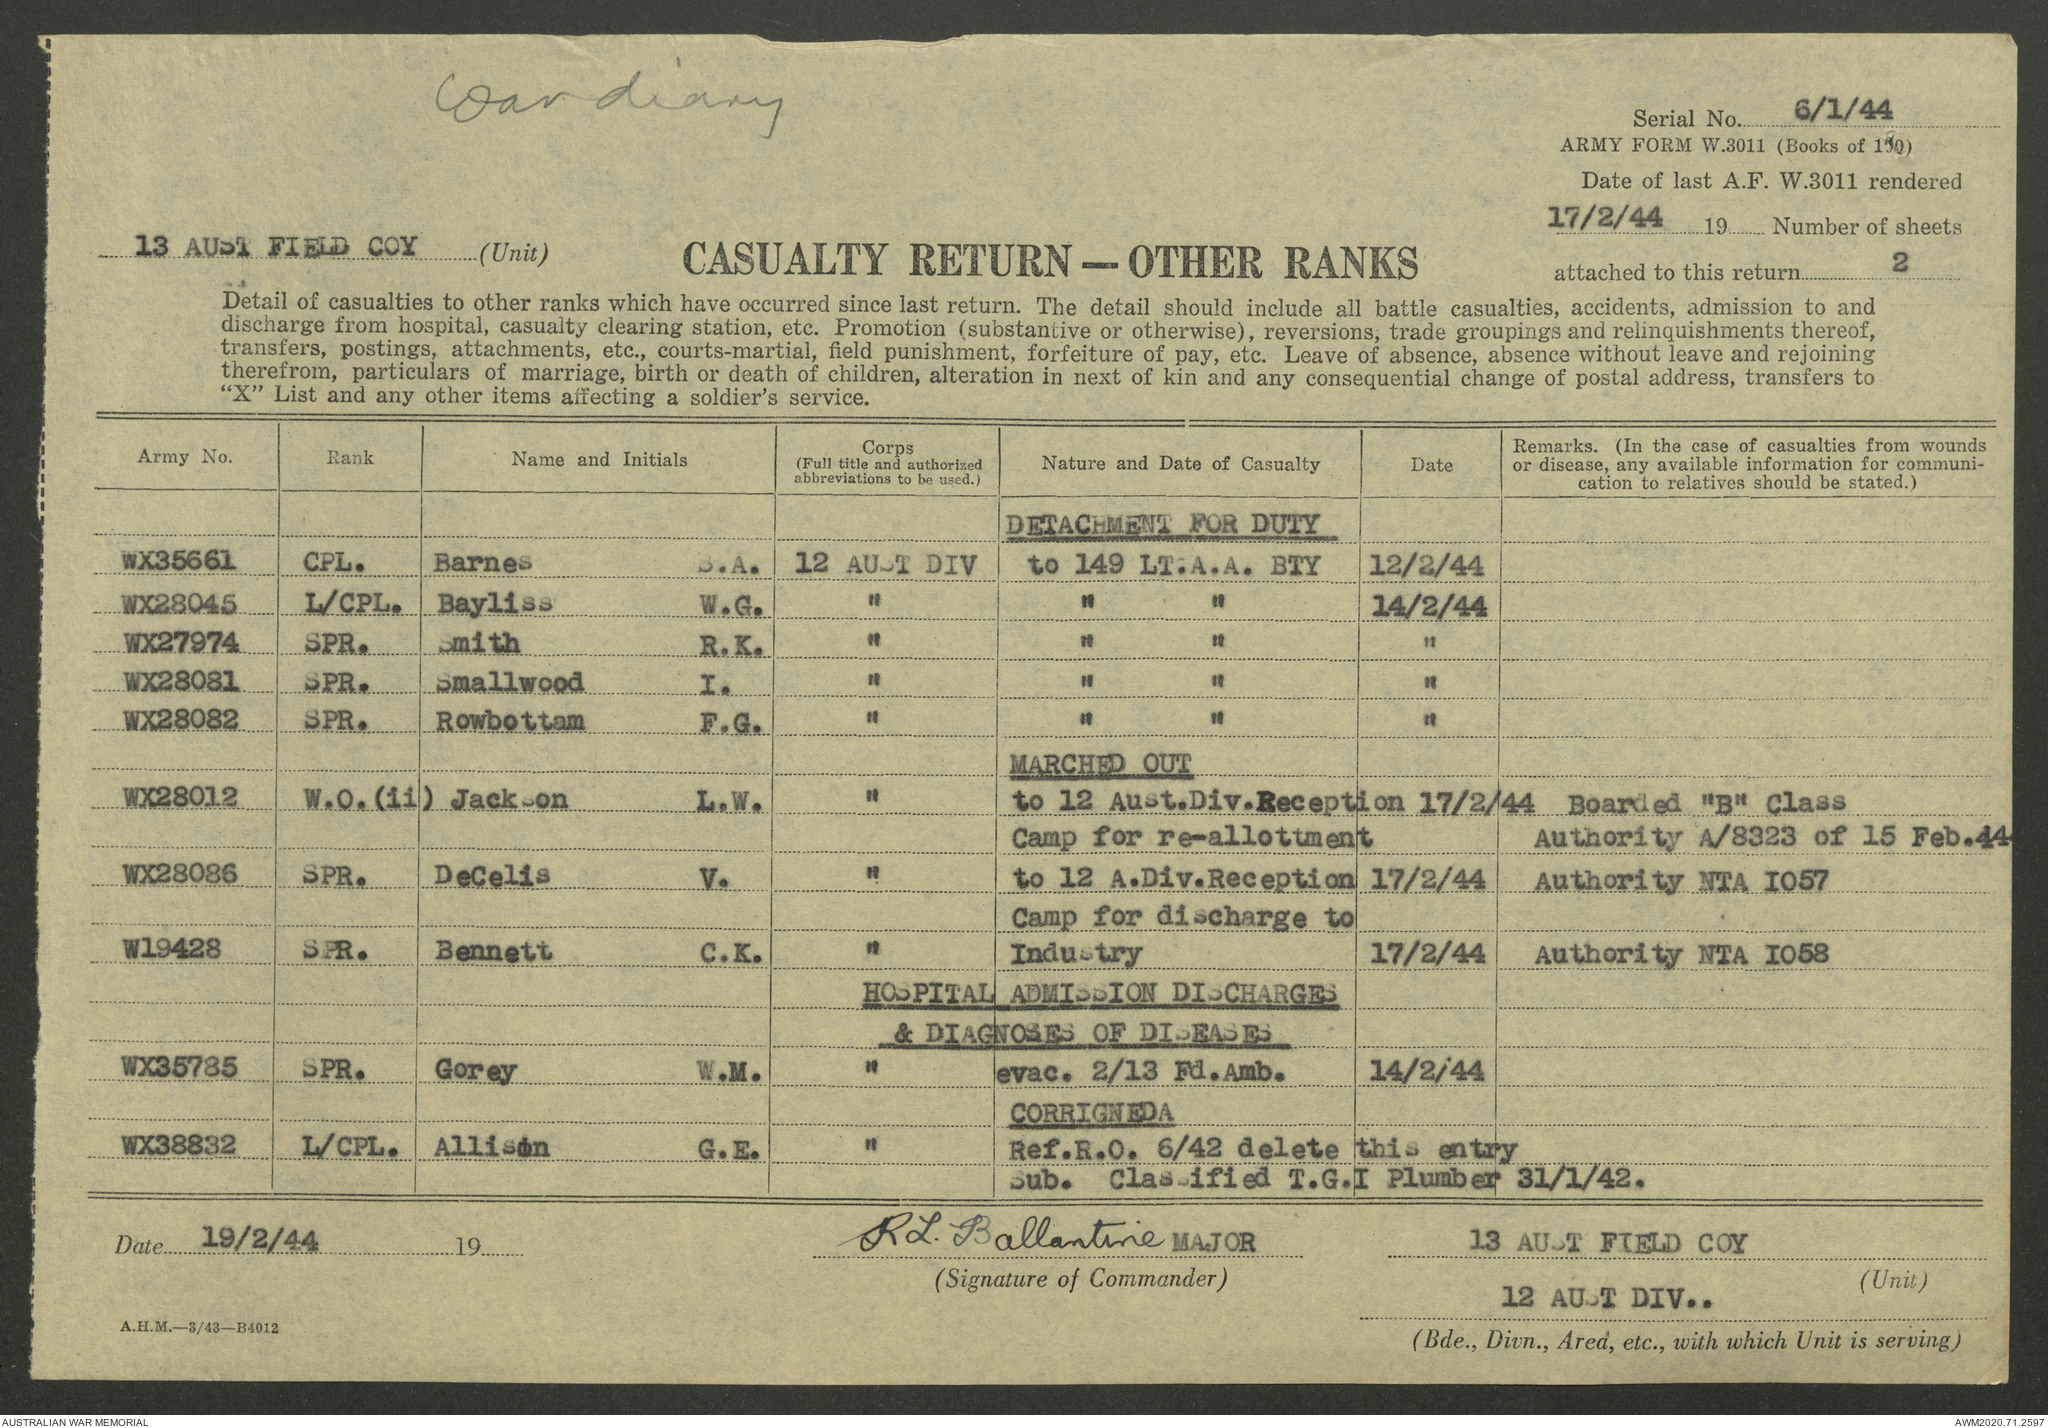 War diary
Serial No. 6/1/44
ARMY FORM W.3011 (Books of 100)
Date of last A.F. W.3011 rendered
17/2/44 19 Number of sheets
attached to this return 2
13 AUST FIELD COY (Unit)
CASUALTY RETURN — OTHER RANKS
Detail of casualties to other ranks which have occurred since last return. The detail should include all battle casualties, accidents, admission to and
discharge from hospital, casualty clearing station, etc. Promotion (substantive or otherwise), reversions, trade groupings and relinquishments thereof,
transfers, postings, attachments, etc., courts-martial, field punishment, forfeiture of pay, etc. Leave of absence, absence without leave and rejoining
therefrom, particulars of marriage, birth or death of children, alteration in next of kin and any consequential change of postal address, transfers to
"X" List and any other items affecting a soldier's service.
Army No. Rank Name and Initials Corps (Full title and authorized abbreviations to be used.) Nature and Date of Casualty Date Remarks. (In the case of casualties from wounds or disease, any available information for communi-cation to relatives should be stated.)
DETACHMENT FOR DUTY
WX35661 CPL. Barnes S.A. 12 AUST DIV to 149 LT.A.A. BTY 12/2/44
WX28045 L/CPL. Bayliss W.G. " " " 14/2/44
WX27974 SPR. Smith R.K. " " " "
WX28081 SPR. Smallwood I. " " " "
WX28082 SPR. Rowbottam F.G. " " " "
MARCHED OUT
WX28012 W.O.(ii) Jackson L.W. " to 12 Aust.Div.Reception 17/2/44 Boarded "B" Class
Camp for re-allottment Authority A/8323 of 15 Feb.44
WX28086 SPR. DeCelis V. " to 12 A.Div.Reception 17/2/44 Authority NTA I057
Camp for discharge to
W19428 SPR. Bennett C.K. " Industry 17/2/44 Authority NTA I058
HOSPITAL ADMISSION DISCHARGES
& DIAGNOSES OF DISEASES
WX35785 SPR. Gorey W.M. " evac. 2/13 Fd.Amb. 14/2/44
CORRIGNEDA
WX38832 L/CPL. Allison G.E. " Ref.R.O. 6/42 delete this entry
Sub. Classified T.G.I Plumber 31/1/42.
Date 19/2/44 19
R L. Ballantine MAJOR
(Signature of Commander)
13 AUST FIELD COY
(Unit)
12 AUST DIV..
(Bde., Divn., Area, etc., with which Unit is serving)
A.H.M.—3/43—B4012
AUSTRALIAN WAR MEMORIAL
AWM2020.71.2597